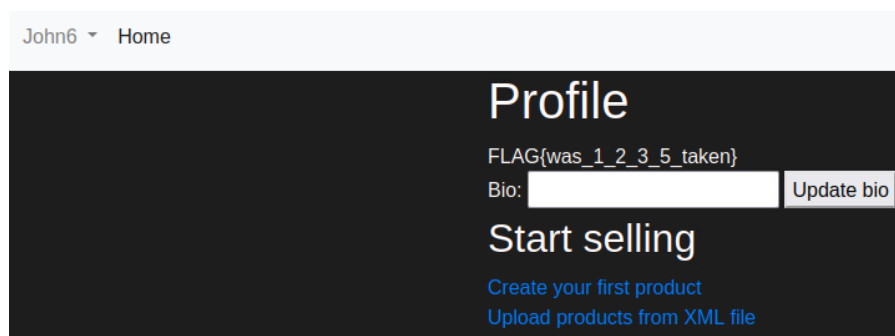 John6 Home
Profile
FLAG{was_1_2_3_5_taken}
Bio: Update bio
Start selling
Create your first product
Upload products from XML file